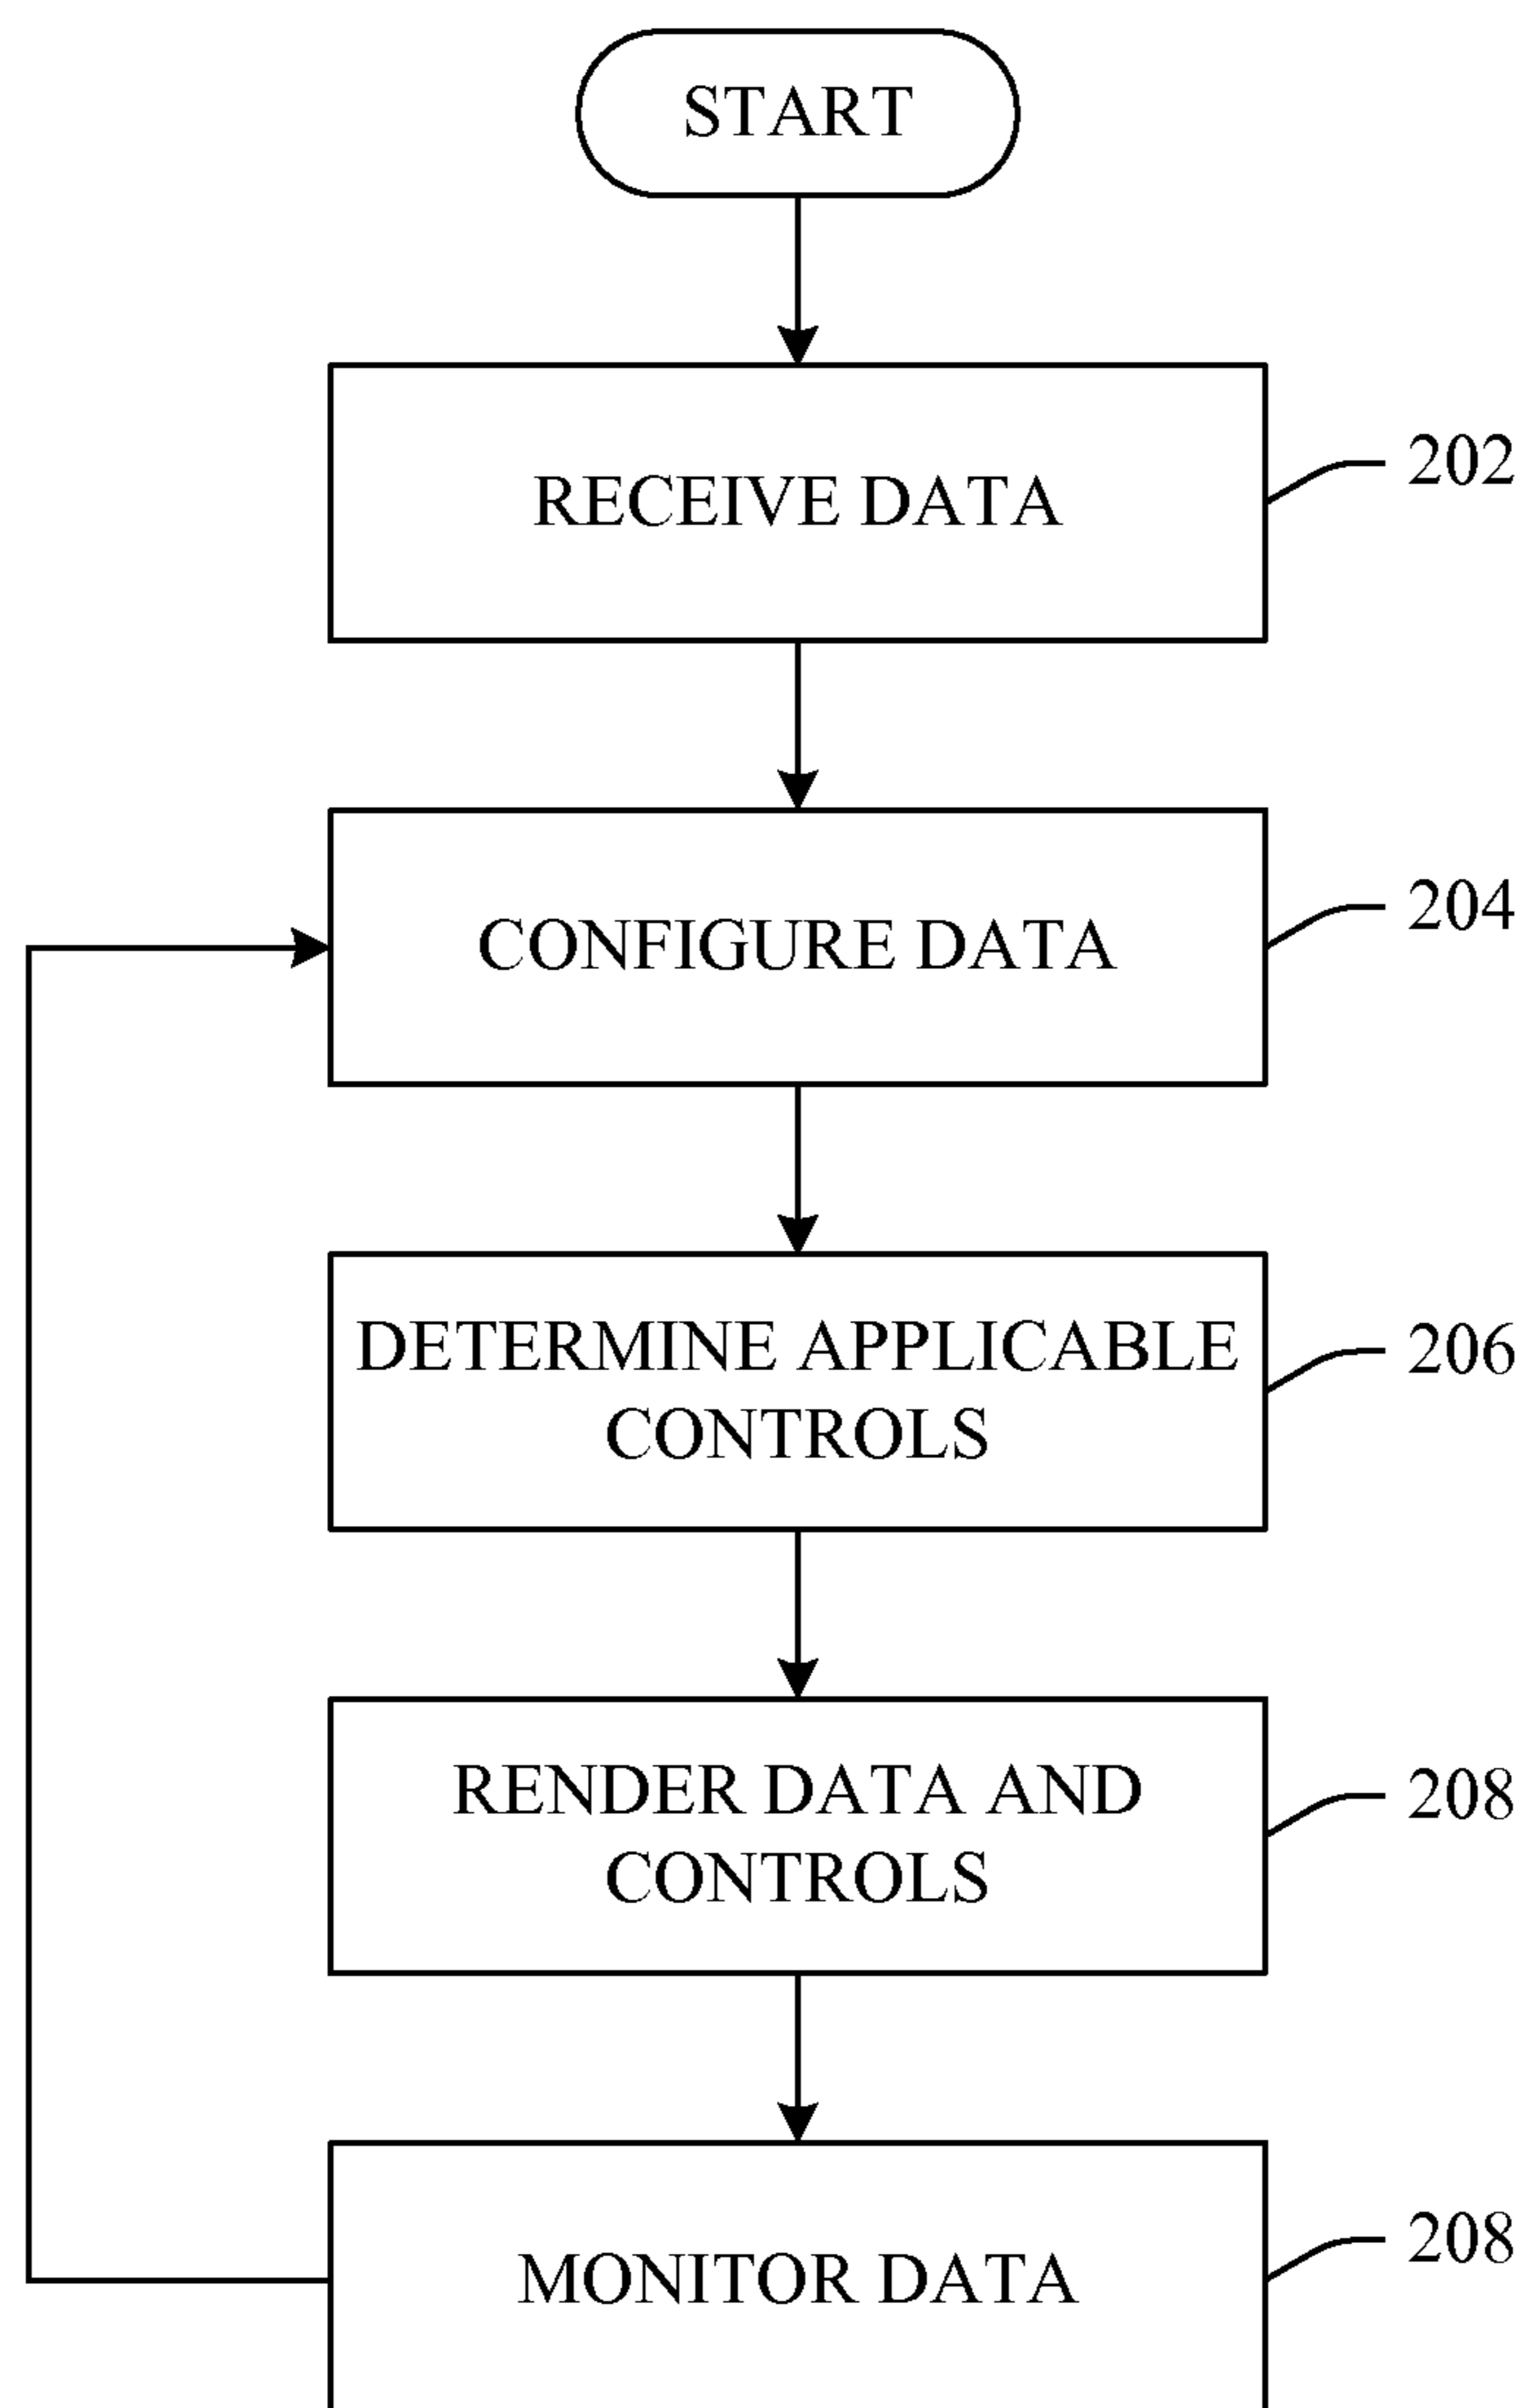 START
RECEIVE DATA
202
CONFIGURE DATA
204
DETERMINE APPLICABLE
CONTROLS
206
RENDER DATA AND
CONTROLS
208
MONITOR DATA
208